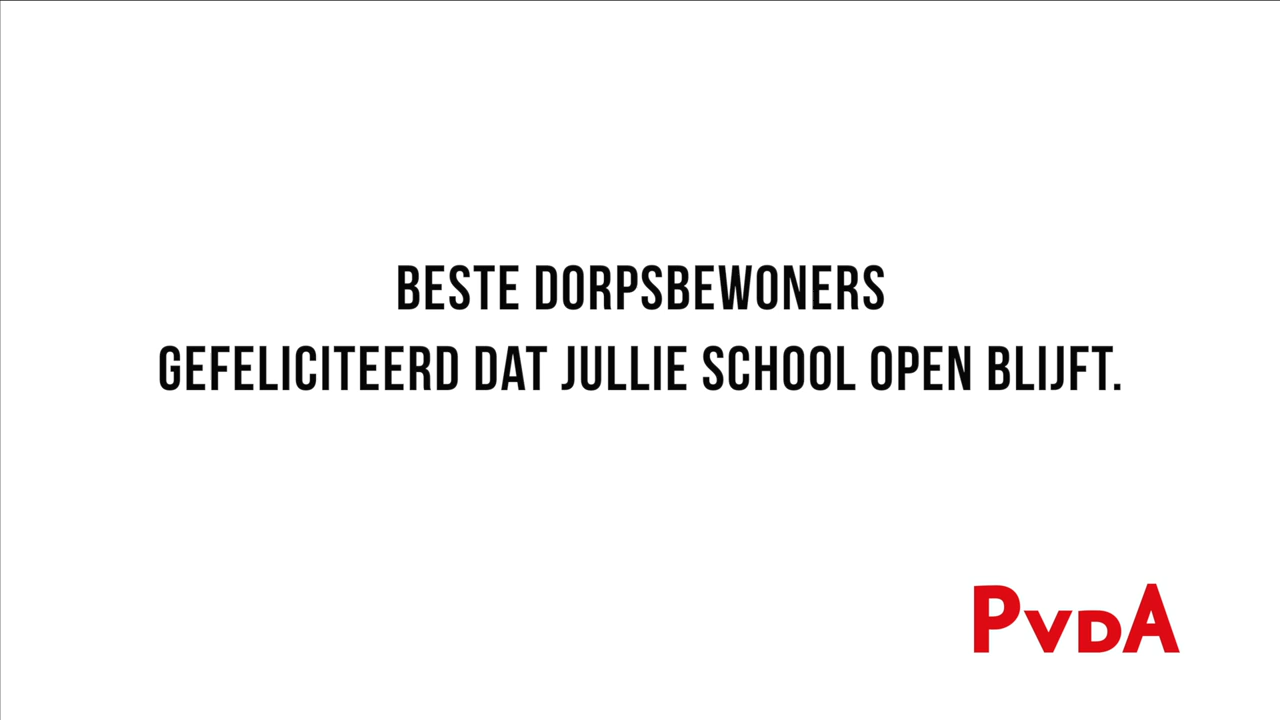 BESTE DORPSBEWONERS
GEFELICITEERD DAT JULLIE SCHOOL OPEN BLIJFT.
PvdA